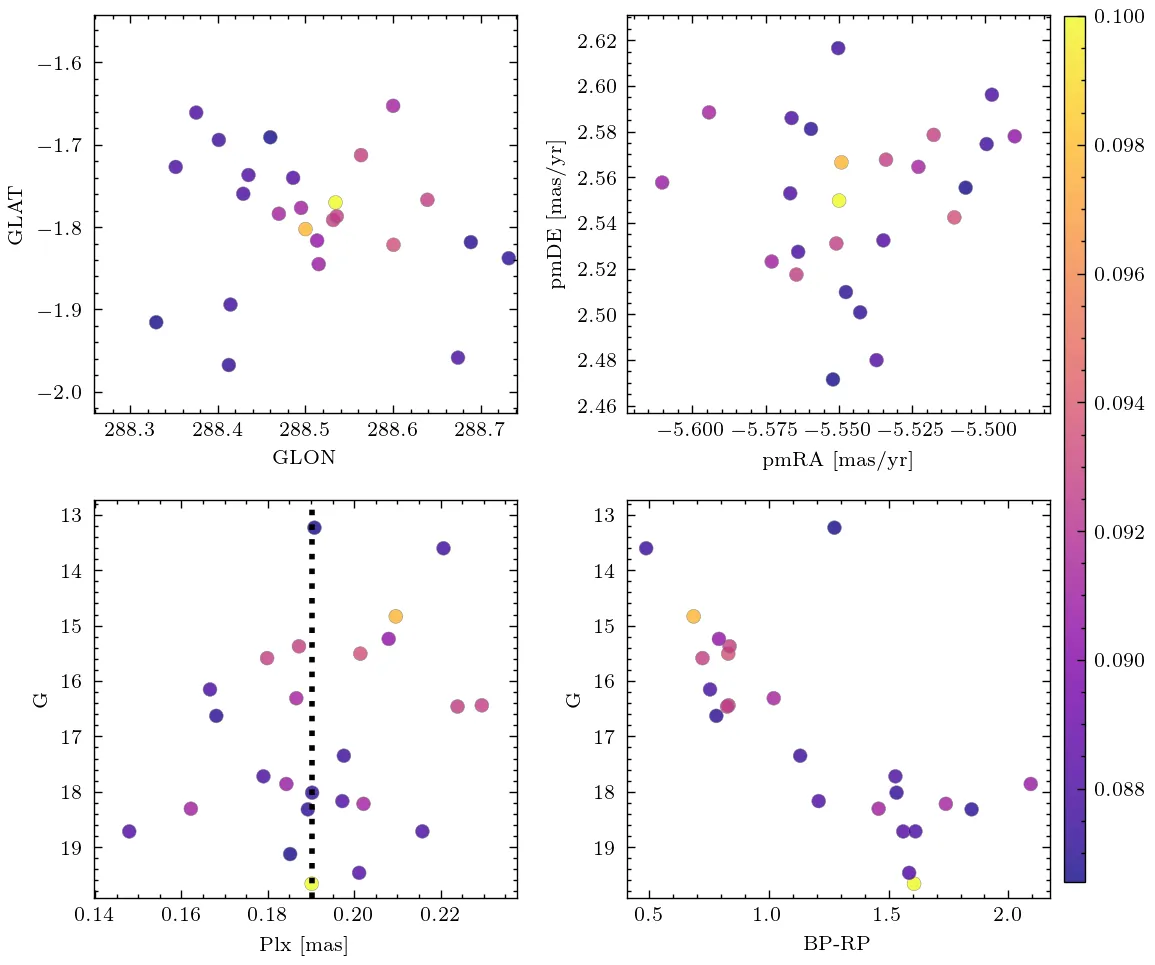 −1.6
−1.7
−1.8
−1.9
−2.0
GLAT
288.3 288.4 288.5 288.6 288.7
GLON
2.62
2.60
2.58
2.56
2.54
2.52
2.50
2.48
2.46
pmDE [mas/yr]
−5.600 −5.575 −5.550 −5.525 −5.500
pmRA [mas/yr]
13
14
15
16
17
18
19
G
0.14 0.16 0.18 0.20 0.22
Plx [mas]
13
14
15
16
17
18
19
G
0.5 1.0 1.5 2.0
BP-RP
0.100
0.098
0.096
0.094
0.092
0.090
0.088